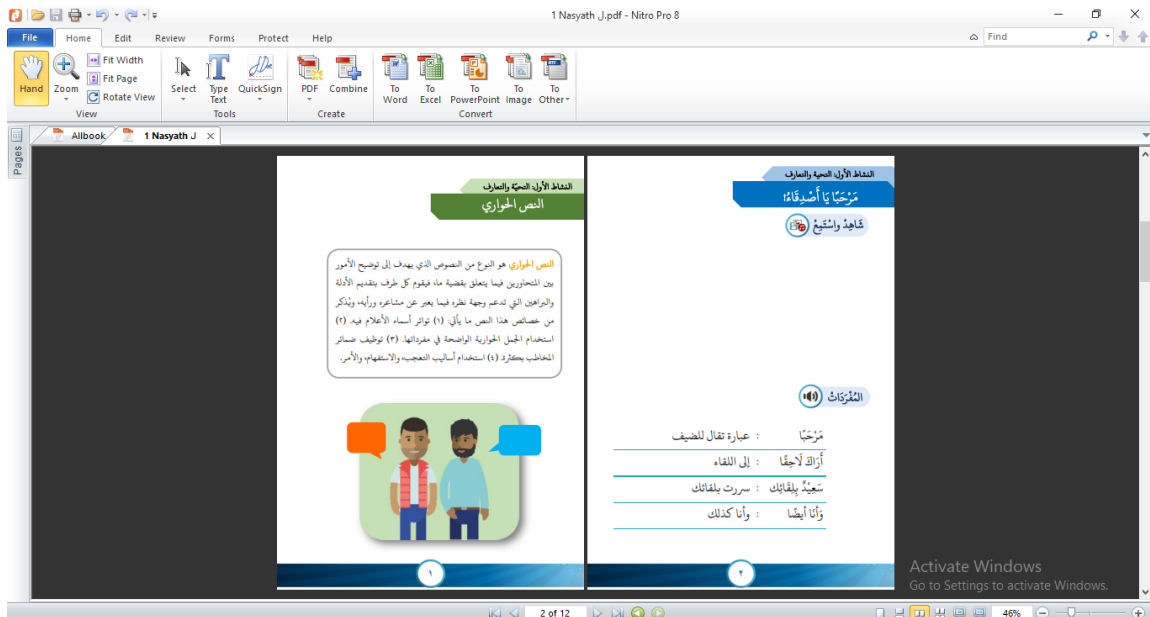 1 Nasyath ل.pdf - Nitro Pro 8
File Home Edit Review Forms Protect Help
Find
Hand
Zoom
Fit Width
Fit Page
Rotate View
View
Select
Type Text
QuickSign
Tools
PDF
Combine
Create
To Word
To Excel
To PowerPoint
To Image
To Other
Convert
Pages
Allbook
1 Nasyath J
النشاط الأول: التحيّة والتعارف
النص الحواري
النص الحواري هو النوع من النصوص الذي يهدف إلى توضيح الأمور
بين المتحاورين فيما يتعلق بقضية ما، فيقوم كل طرف بتقديم الأدلة
والبراهين التي تدعم وجهة نظره فيما يعبر عن مشاعره ورأيه، ويُذكر
من خصائص هذا النص ما يأتي: (١) تواتر أسماء الأعلام فيه. (٢)
استخدام الجمل الحوارية الواضحة في مفرداتها. (٣) توظيف ضمائر
المخاطب بكثرة. (٤) استخدام أساليب التعجب، والاستفهام، والأمر.
١
النشاط الأول: التحية والتعارف
مَرْحَبًا يَا أَصْدِقَاءُ!
شَاهِدْ واسْتَمِعْ
المُفْرَدَاتُ
مَرْحَبًا : عبارة تقال للضيف
أَرَاكَ لَاحِقًا : إلى اللقاء
سَعِيْدٌ بِلِقَائِك : سررت بلقائك
وَأَنَا أيضًا : وأنا كذلك
٢
Activate Windows
Go to Settings to activate Windows.
2 of 12
46%